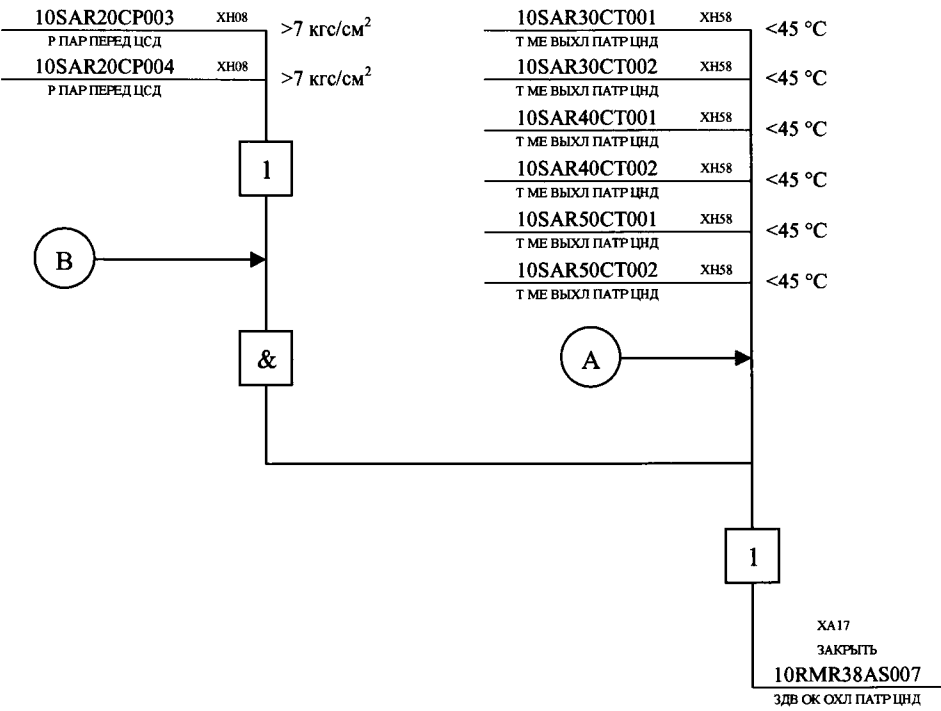 10SAR20CP003 XH08 >7 кгс/см²
Р ПАР ПЕРЕД ЦСД
10SAR20CP004 XH08 >7 кгс/см²
Р ПАР ПЕРЕД ЦСД
1
В
&
10SAR30CT001 XH58 <45 °C
Т МЕ ВЫХЛ ПАТР ЦНД
10SAR30CT002 XH58 <45 °C
Т МЕ ВЫХЛ ПАТР ЦНД
10SAR40CT001 XH58 <45 °C
Т МЕ ВЫХЛ ПАТР ЦНД
10SAR40CT002 XH58 <45 °C
Т МЕ ВЫХЛ ПАТР ЦНД
10SAR50CT001 XH58 <45 °C
Т МЕ ВЫХЛ ПАТР ЦНД
10SAR50CT002 XH58 <45 °C
Т МЕ ВЫХЛ ПАТР ЦНД
А
1
XA17
ЗАКРЫТЬ
10RMR38AS007
ЗДВ ОК ОХЛ ПАТР ЦНД